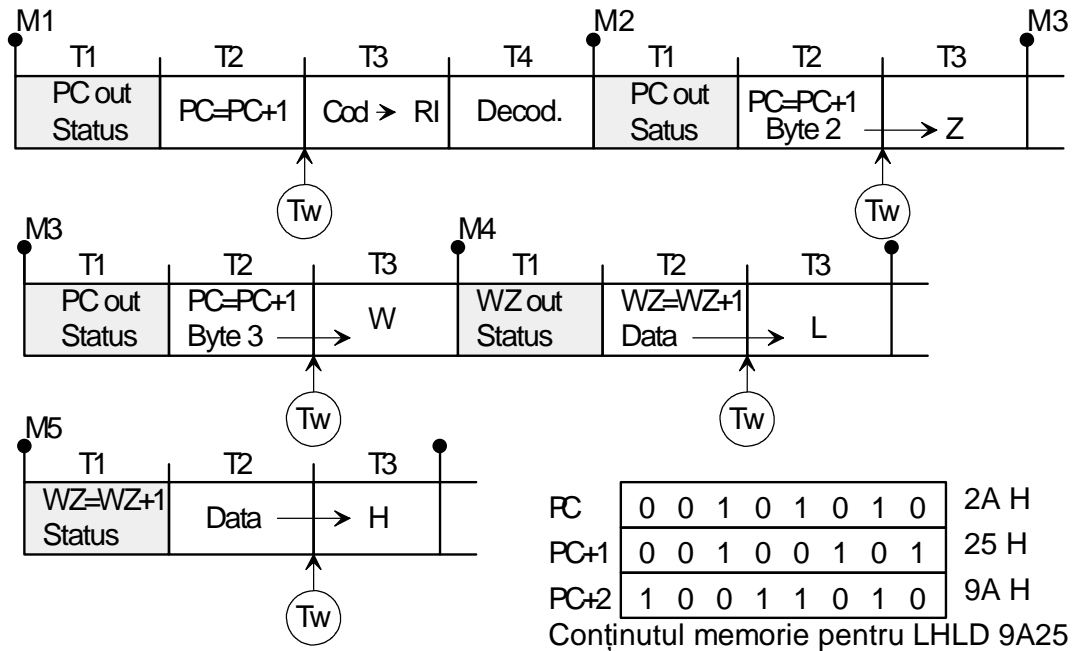 M1 M2 M3
T1 T2 T3 T4 T1 T2 T3
PC out PC out PC=PC+1
Status PC=PC+1 Cod RI Decod. Satus Byte 2 Z
Tw Tw
M3 M4
T1 T2 T3 T1 T2 T3
PC out PC=PC+1 W WZ out WZ=WZ+1 L
Status Byte 3 Status Data
Tw Tw
M5
T1 T2 T3
WZ=WZ+1 Data H
Status
Tw
PC 0 0 1 0 1 0 1 0 2A H
PC+1 0 0 1 0 0 1 0 1 25 H
PC+2 1 0 0 1 1 0 1 0 9A H
Conținutul memorie pentru LHLD 9A25